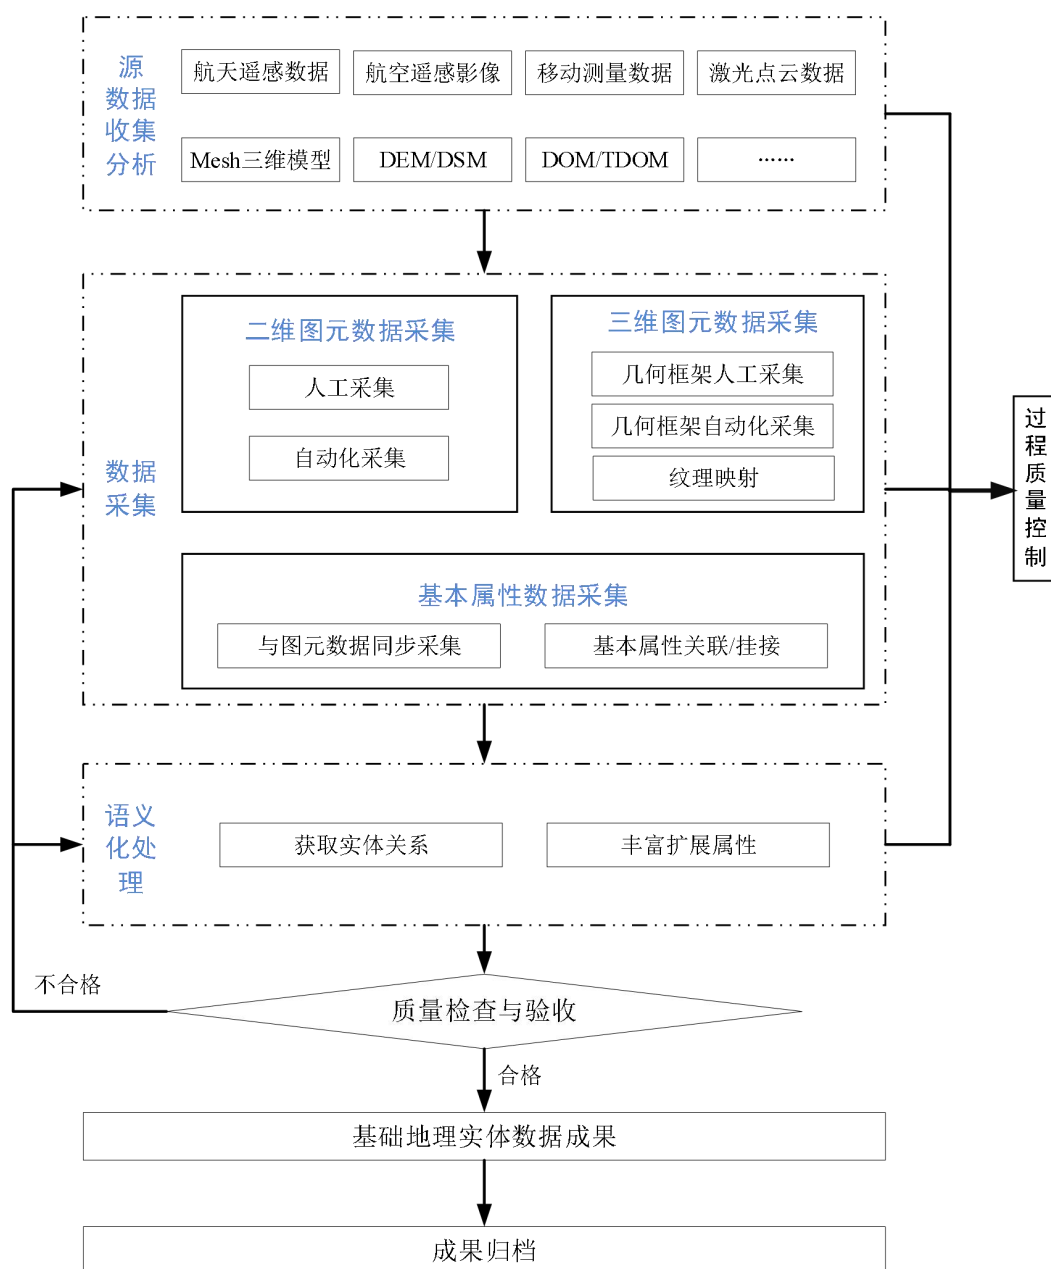 源
数据
收集
分析
航天遥感数据
航空遥感影像
移动测量数据
激光点云数据
Mesh三维模型
DEM/DSM
DOM/TDOM
……
数据
采集
二维图元数据采集
人工采集
自动化采集
三维图元数据采集
几何框架人工采集
几何框架自动化采集
纹理映射
基本属性数据采集
与图元数据同步采集
基本属性关联/挂接
过
程
质
量
控
制
语义
化处
理
获取实体关系
丰富扩展属性
不合格
质量检查与验收
合格
基础地理实体数据成果
成果归档